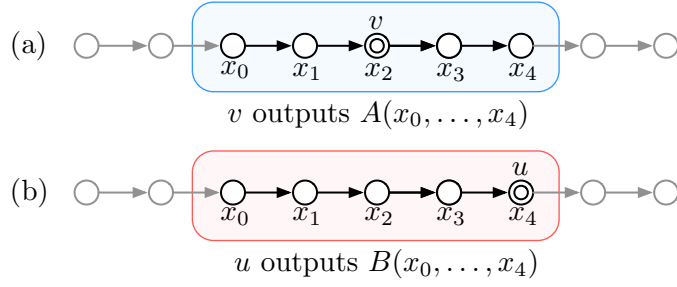 (a)
v
x₀ x₁ x₂ x₃ x₄
v outputs A(x₀, . . . , x₄)
(b)
u
x₀ x₁ x₂ x₃ x₄
u outputs B(x₀, . . . , x₄)